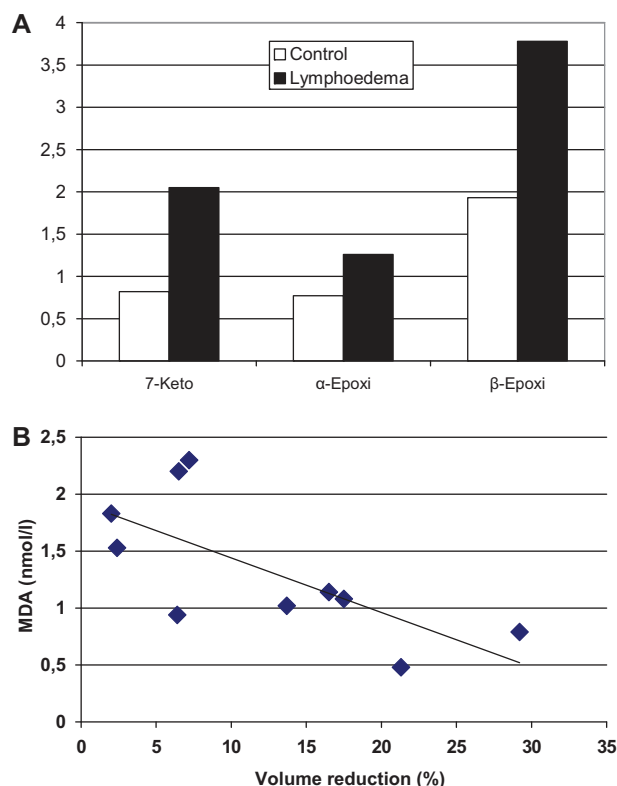 A
4
3,5
3
2,5
2
1,5
1
0,5
0
Control
Lymphoedema
7-Keto α-Epoxi β-Epoxi
B
2,5
2
1,5
1
0,5
0
MDA (nmol/l)
0 5 10 15 20 25 30 35
Volume reduction (%)